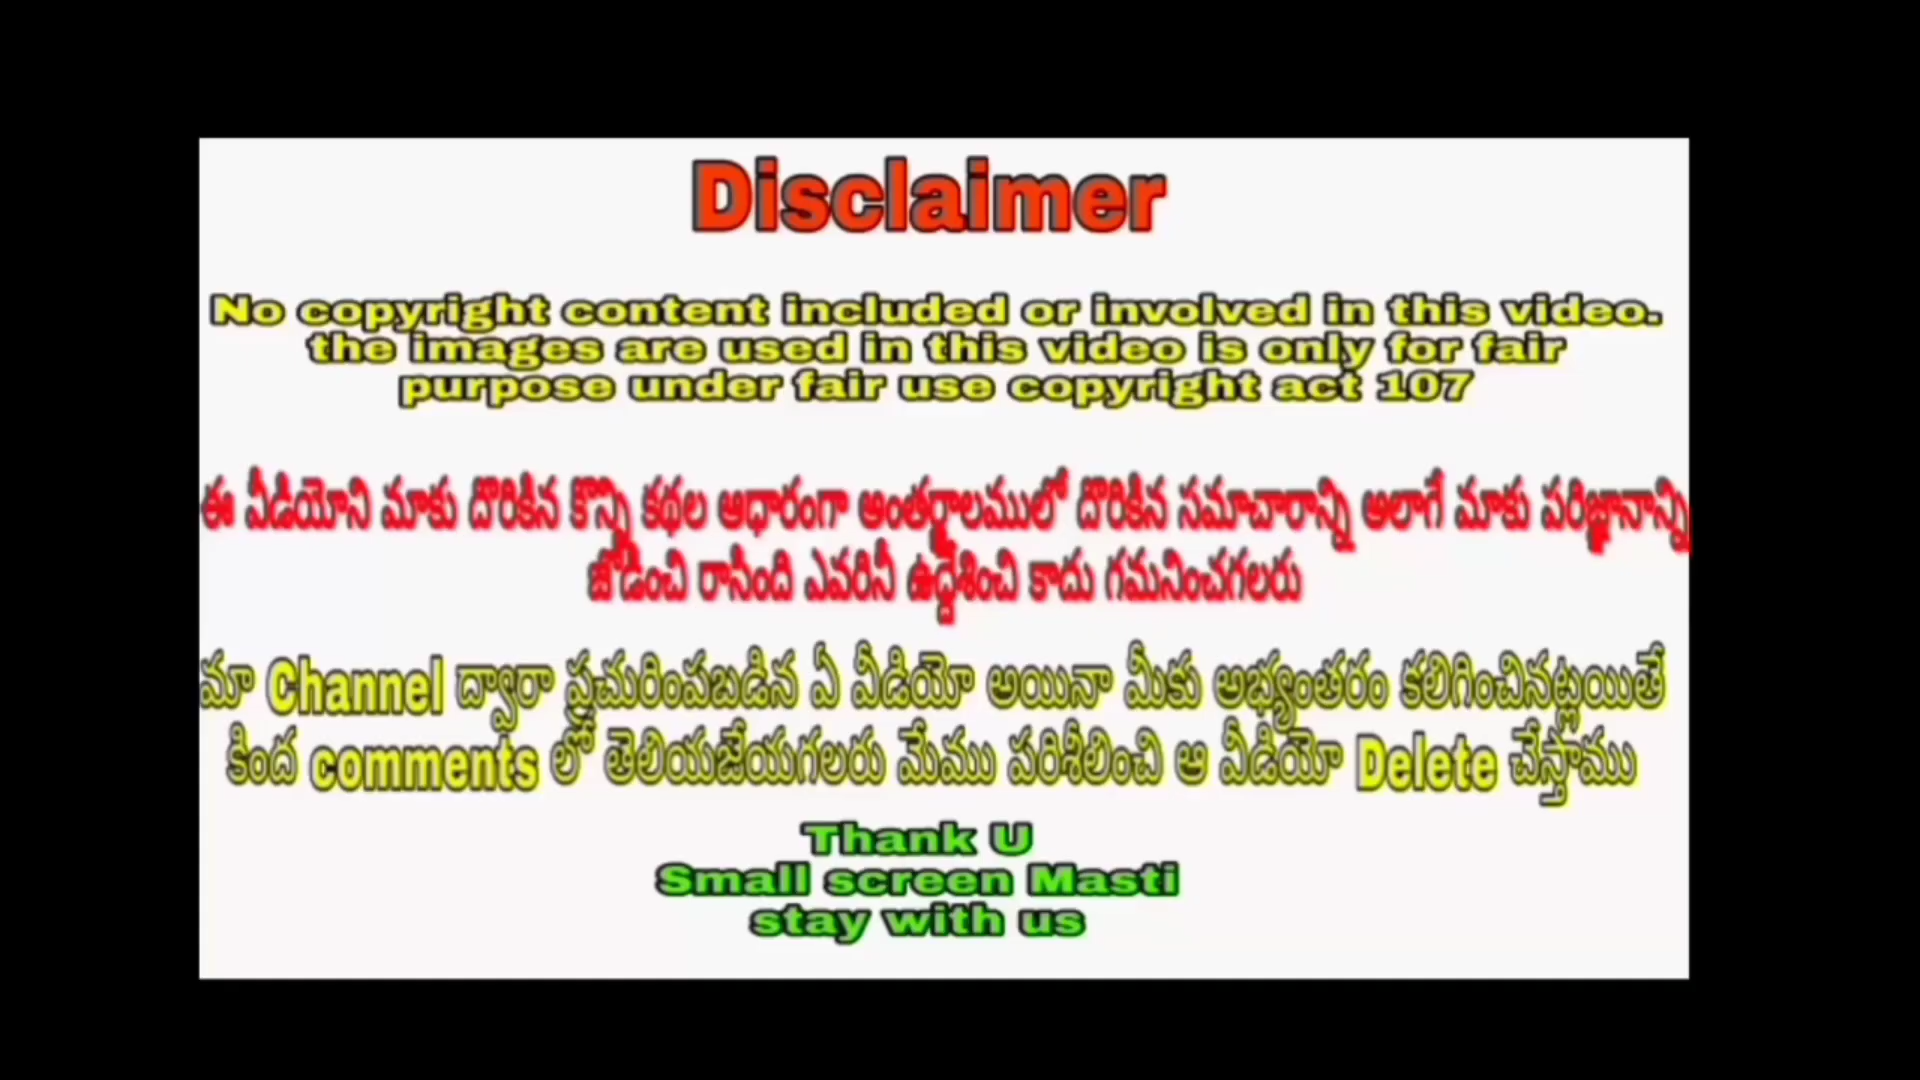 Disclaimer
No copyright content included or involved in this video.
the images are used in this video is only for fair
purpose under fair use copyright act 107
ఈ వీడియోని మాకు దొరికిన కొన్ని కథల ఆధారంగా అంతర్జాలములో దొరికిన సమాచారాన్ని అలాగే మాకు పరిజ్ఞానాన్ని
జోడించి రాసింది ఎవరినీ ఉద్దేశించి కాదు గమనించగలరు
మా Channel ద్వారా ప్రచురింపబడిన ఏ వీడియో అయినా మీకు అభ్యంతరం కలిగించినట్లయితే
కింద comments లో తెలియజేయగలరు మేము పరిశీలించి ఆ వీడియో Delete చేస్తాము
Thank U
Small screen Masti
stay with us